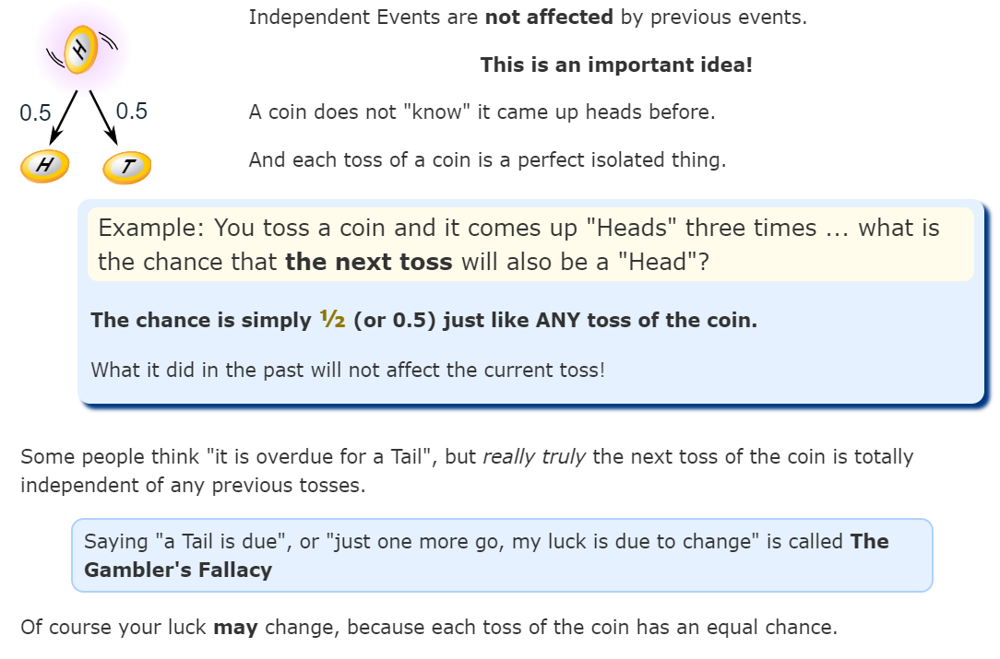 Independent Events are not affected by previous events.
This is an important idea!
H
0.5
0.5
H
T
A coin does not "know" it came up heads before.
And each toss of a coin is a perfect isolated thing.
Example: You toss a coin and it comes up "Heads" three times ... what is
the chance that the next toss will also be a "Head"?
The chance is simply ½ (or 0.5) just like ANY toss of the coin.
What it did in the past will not affect the current toss!
Some people think "it is overdue for a Tail", but really truly the next toss of the coin is totally
independent of any previous tosses.
Saying "a Tail is due", or "just one more go, my luck is due to change" is called The
Gambler's Fallacy
Of course your luck may change, because each toss of the coin has an equal chance.